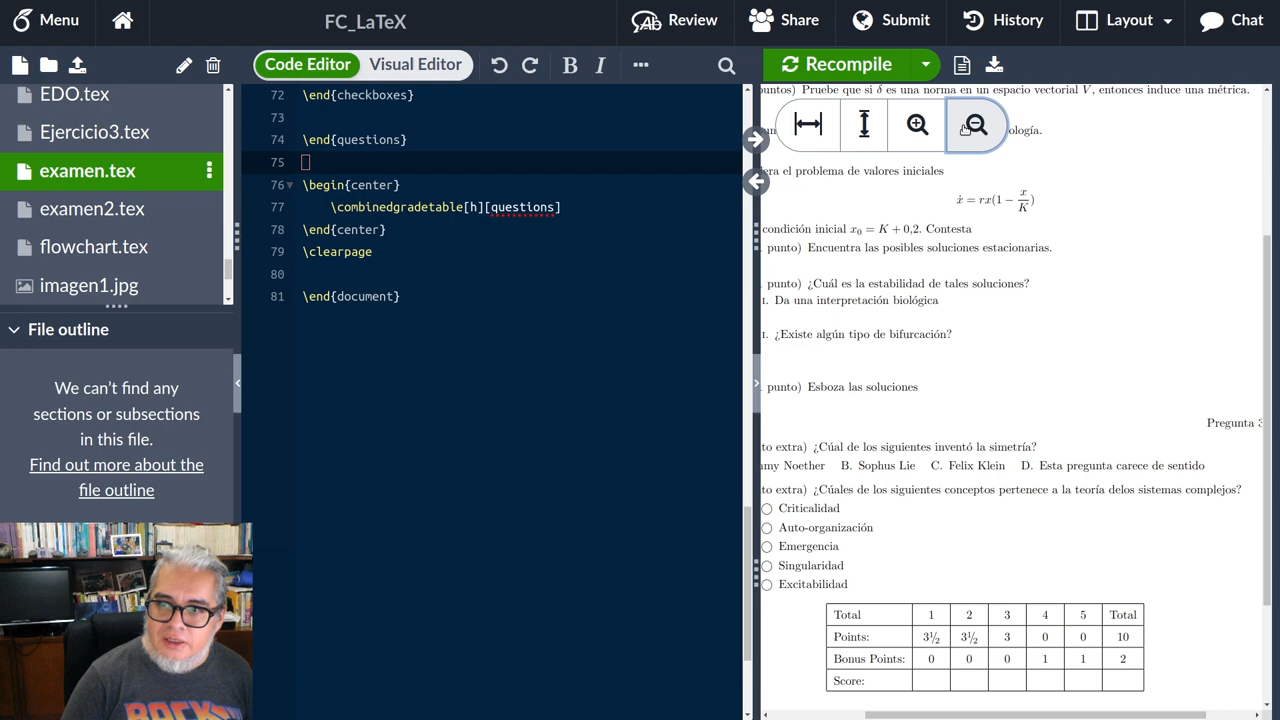 Menu
FC_LaTeX
Review
Share
Submit
History
Layout
Chat
Code Editor
Visual Editor
Recompile
EDO.tex
Ejercicio3.tex
examen.tex
examen2.tex
flowchart.tex
imagen1.jpg
File outline
We can't find any
sections or subsections
in this file.
Find out more about the
file outline
72 \end{checkboxes}
73
74 \end{questions}
75
76 \begin{center}
77 \combinedgradetable[h][questions]
78 \end{center}
79 \clearpage
80
81 \end{document}
puntos) Pruebe que si δ es una norma en un espacio vectorial V, entonces induce una métrica.
ología.
dera el problema de valores iniciales
ẋ = rx(1 − x/K)
condición inicial x₀ = K + 0,2. Contesta
punto) Encuentra las posibles soluciones estacionarias.
punto) ¿Cuál es la estabilidad de tales soluciones?
I. Da una interpretación biológica
I. ¿Existe algún tipo de bifurcación?
punto) Esboza las soluciones
Pregunta 3
to extra) ¿Cúal de los siguientes inventó la simetría?
my Noether B. Sophus Lie C. Felix Klein D. Esta pregunta carece de sentido
to extra) ¿Cúales de los siguientes conceptos pertenece a la teoría delos sistemas complejos?
Criticalidad
Auto-organización
Emergencia
Singularidad
Excitabilidad
Total 1 2 3 4 5 Total
Points: 3½ 3½ 3 0 0 10
Bonus Points: 0 0 0 1 1 2
Score: